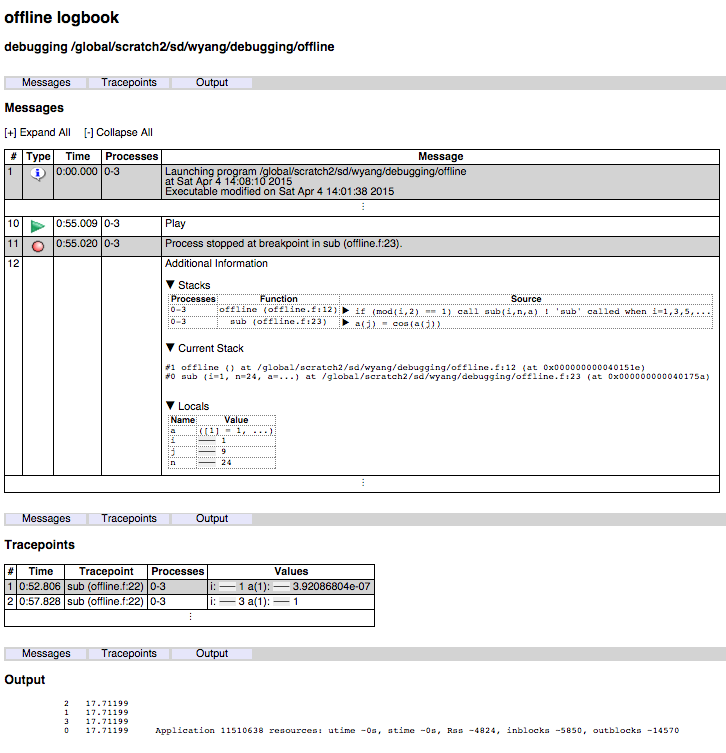 offline logbook
debugging /global/scratch2/sd/wyang/debugging/offline
Messages Tracepoints Output
Messages
[+] Expand All [-] Collapse All
# Type Time Processes Message
1 0:00.000 0-3 Launching program /global/scratch2/sd/wyang/debugging/offline
at Sat Apr 4 14:08:10 2015
Executable modified on Sat Apr 4 14:01:38 2015
⋮
10 0:55.009 0-3 Play
11 0:55.020 0-3 Process stopped at breakpoint in sub (offline.f:23).
12 Additional Information
▼ Stacks
Processes Function Source
0-3 offline (offline.f:12) ▶ if (mod(i,2) == 1) call sub(i,n,a) ! 'sub' called when i=1,3,5,...
0-3 sub (offline.f:23) ▶ a(j) = cos(a(j))
▼ Current Stack
#1 offline () at /global/scratch2/sd/wyang/debugging/offline.f:12 (at 0x000000000040151e)
#0 sub (i=1, n=24, a=...) at /global/scratch2/sd/wyang/debugging/offline.f:23 (at 0x000000000040175a)
▼ Locals
Name Value
a ([1] = 1, ...)
i 1
j 9
n 24
⋮
Messages Tracepoints Output
Tracepoints
# Time Tracepoint Processes Values
1 0:52.806 sub (offline.f:22) 0-3 i: 1 a(1): 3.92086804e-07
2 0:57.828 sub (offline.f:22) 0-3 i: 3 a(1): 1
⋮
Messages Tracepoints Output
Output
2 17.71199
1 17.71199
3 17.71199
0 17.71199 Application 11510638 resources: utime ~0s, stime ~0s, Rss ~4824, inblocks ~5850, outblocks ~14570